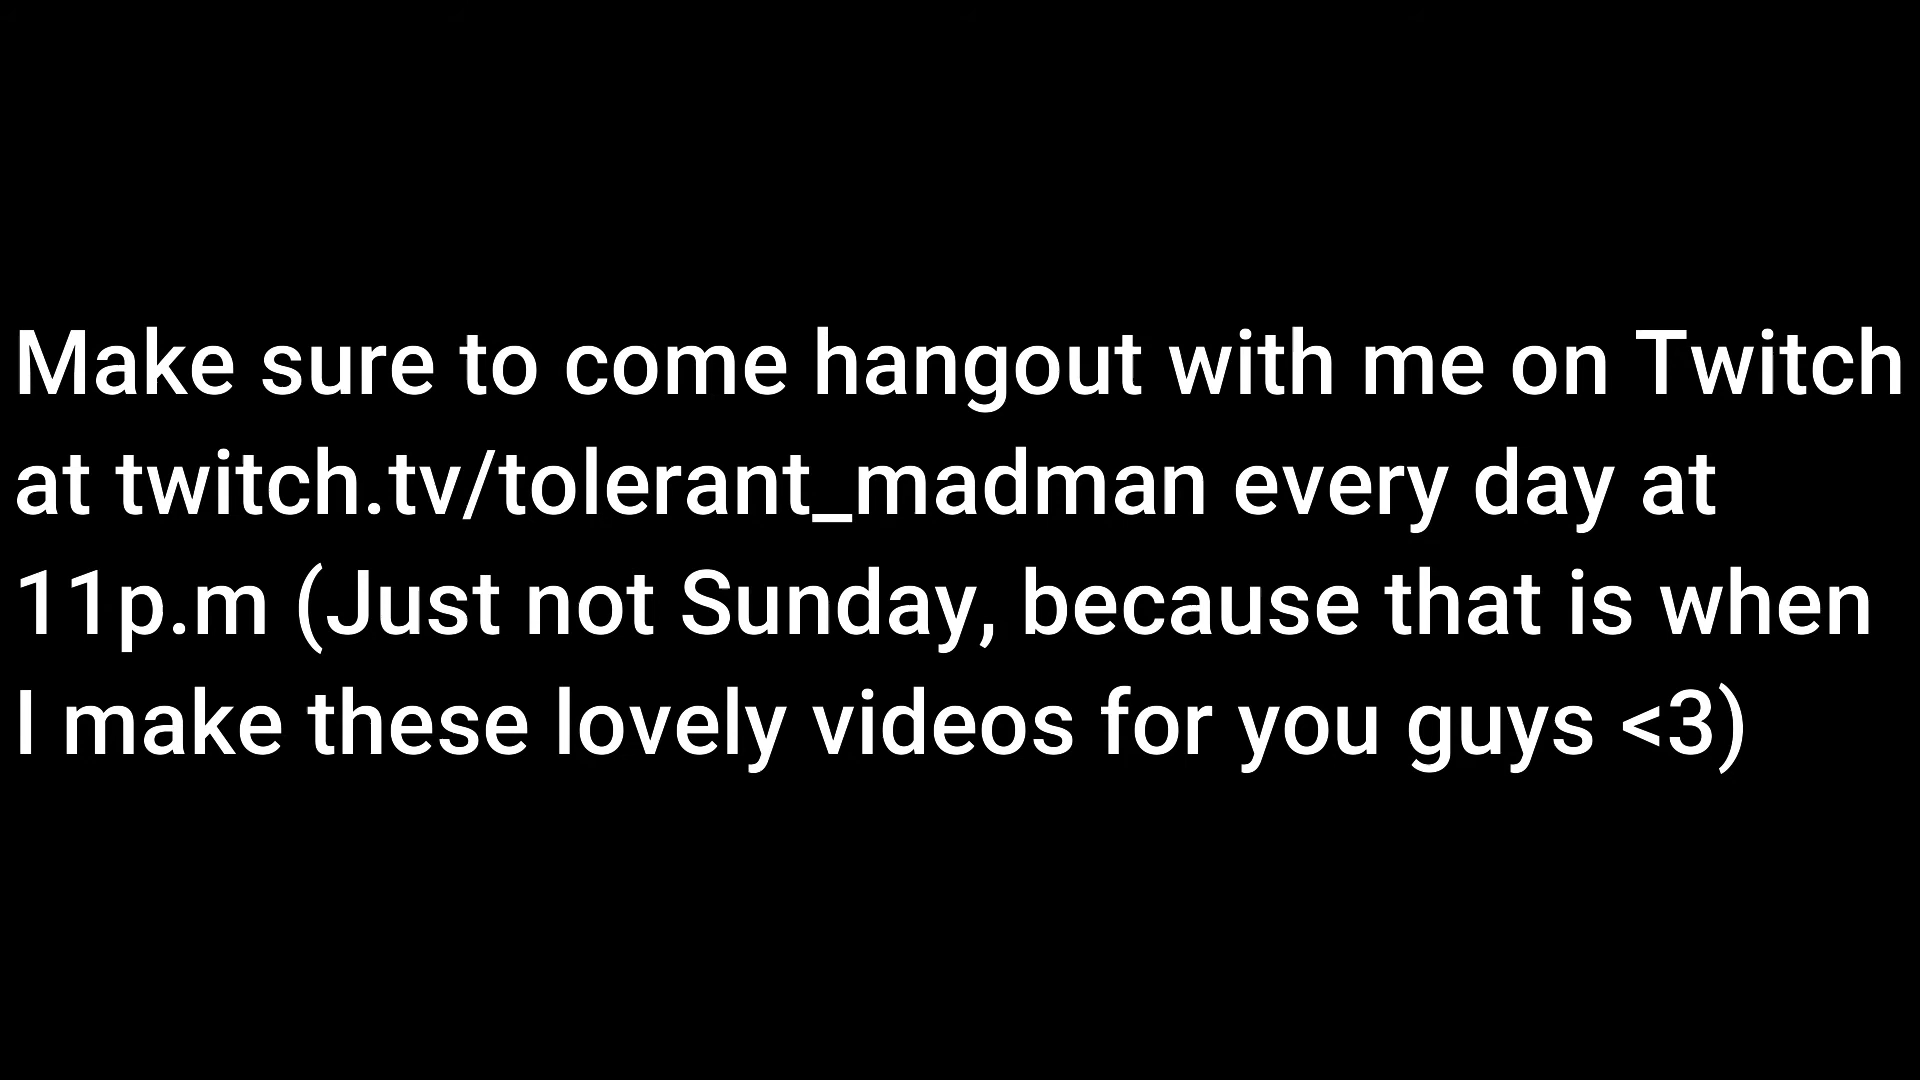 Make sure to come hangout with me on Twitch
at twitch.tv/tolerant_madman every day at
11p.m (Just not Sunday, because that is when
I make these lovely videos for you guys <3)